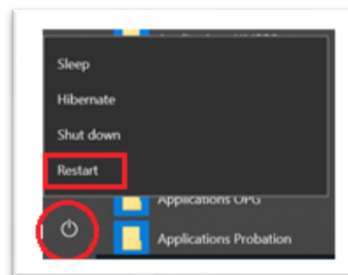 Sleep
Hibernate
Shut down
Restart
Applications OPG
Applications Probation